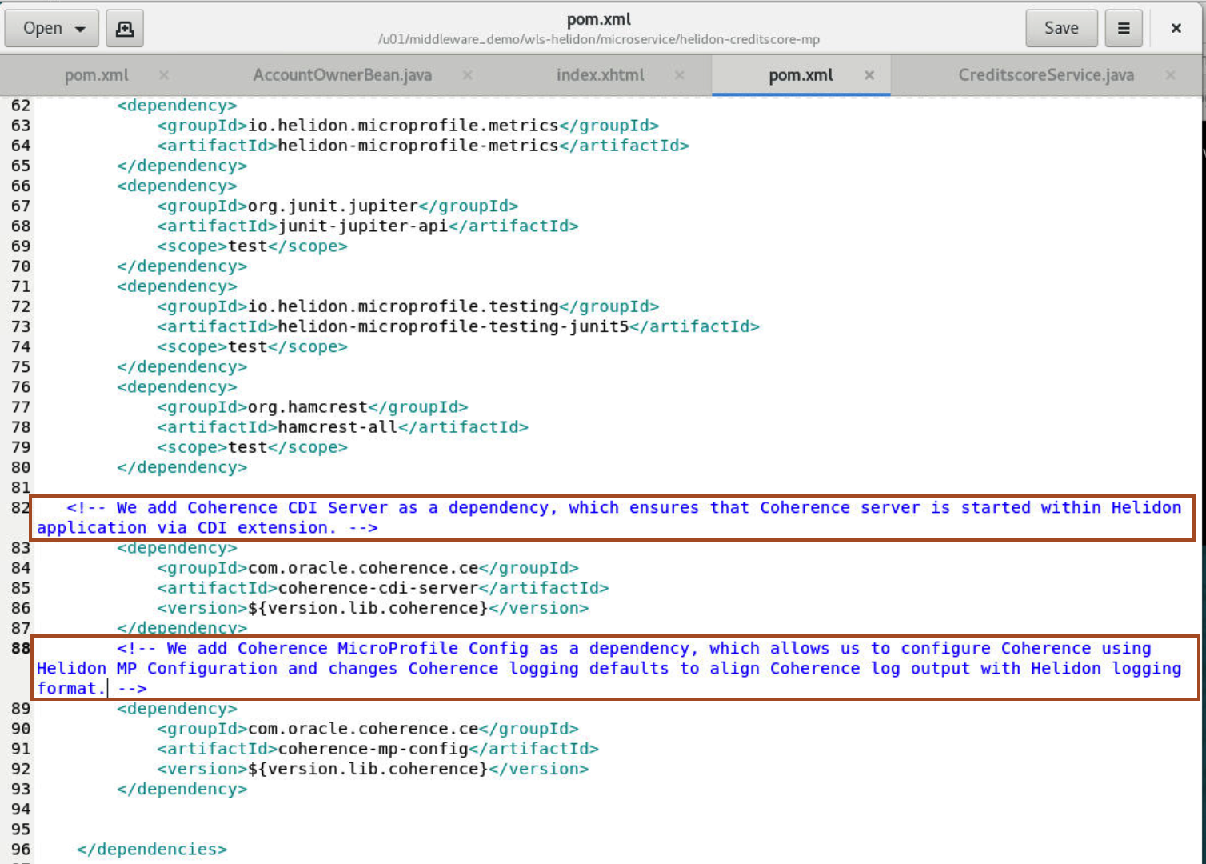 Open
pom.xml
/u01/middleware_demo/wls-helidon/microservice/helidon-creditscore-mp
Save
pom.xml × AccountOwnerBean.java × index.xhtml × pom.xml × CreditscoreService.java ×
62 <dependency>
63 <groupId>io.helidon.microprofile.metrics</groupId>
64 <artifactId>helidon-microprofile-metrics</artifactId>
65 </dependency>
66 <dependency>
67 <groupId>org.junit.jupiter</groupId>
68 <artifactId>junit-jupiter-api</artifactId>
69 <scope>test</scope>
70 </dependency>
71 <dependency>
72 <groupId>io.helidon.microprofile.testing</groupId>
73 <artifactId>helidon-microprofile-testing-junit5</artifactId>
74 <scope>test</scope>
75 </dependency>
76 <dependency>
77 <groupId>org.hamcrest</groupId>
78 <artifactId>hamcrest-all</artifactId>
79 <scope>test</scope>
80 </dependency>
81
82 <!-- We add Coherence CDI Server as a dependency, which ensures that Coherence server is started within Helidon
application via CDI extension. -->
83 <dependency>
84 <groupId>com.oracle.coherence.ce</groupId>
85 <artifactId>coherence-cdi-server</artifactId>
86 <version>${version.lib.coherence}</version>
87 </dependency>
88 <!-- We add Coherence MicroProfile Config as a dependency, which allows us to configure Coherence using
Helidon MP Configuration and changes Coherence logging defaults to align Coherence log output with Helidon logging
format. -->
89 <dependency>
90 <groupId>com.oracle.coherence.ce</groupId>
91 <artifactId>coherence-mp-config</artifactId>
92 <version>${version.lib.coherence}</version>
93 </dependency>
94
95
96 </dependencies>